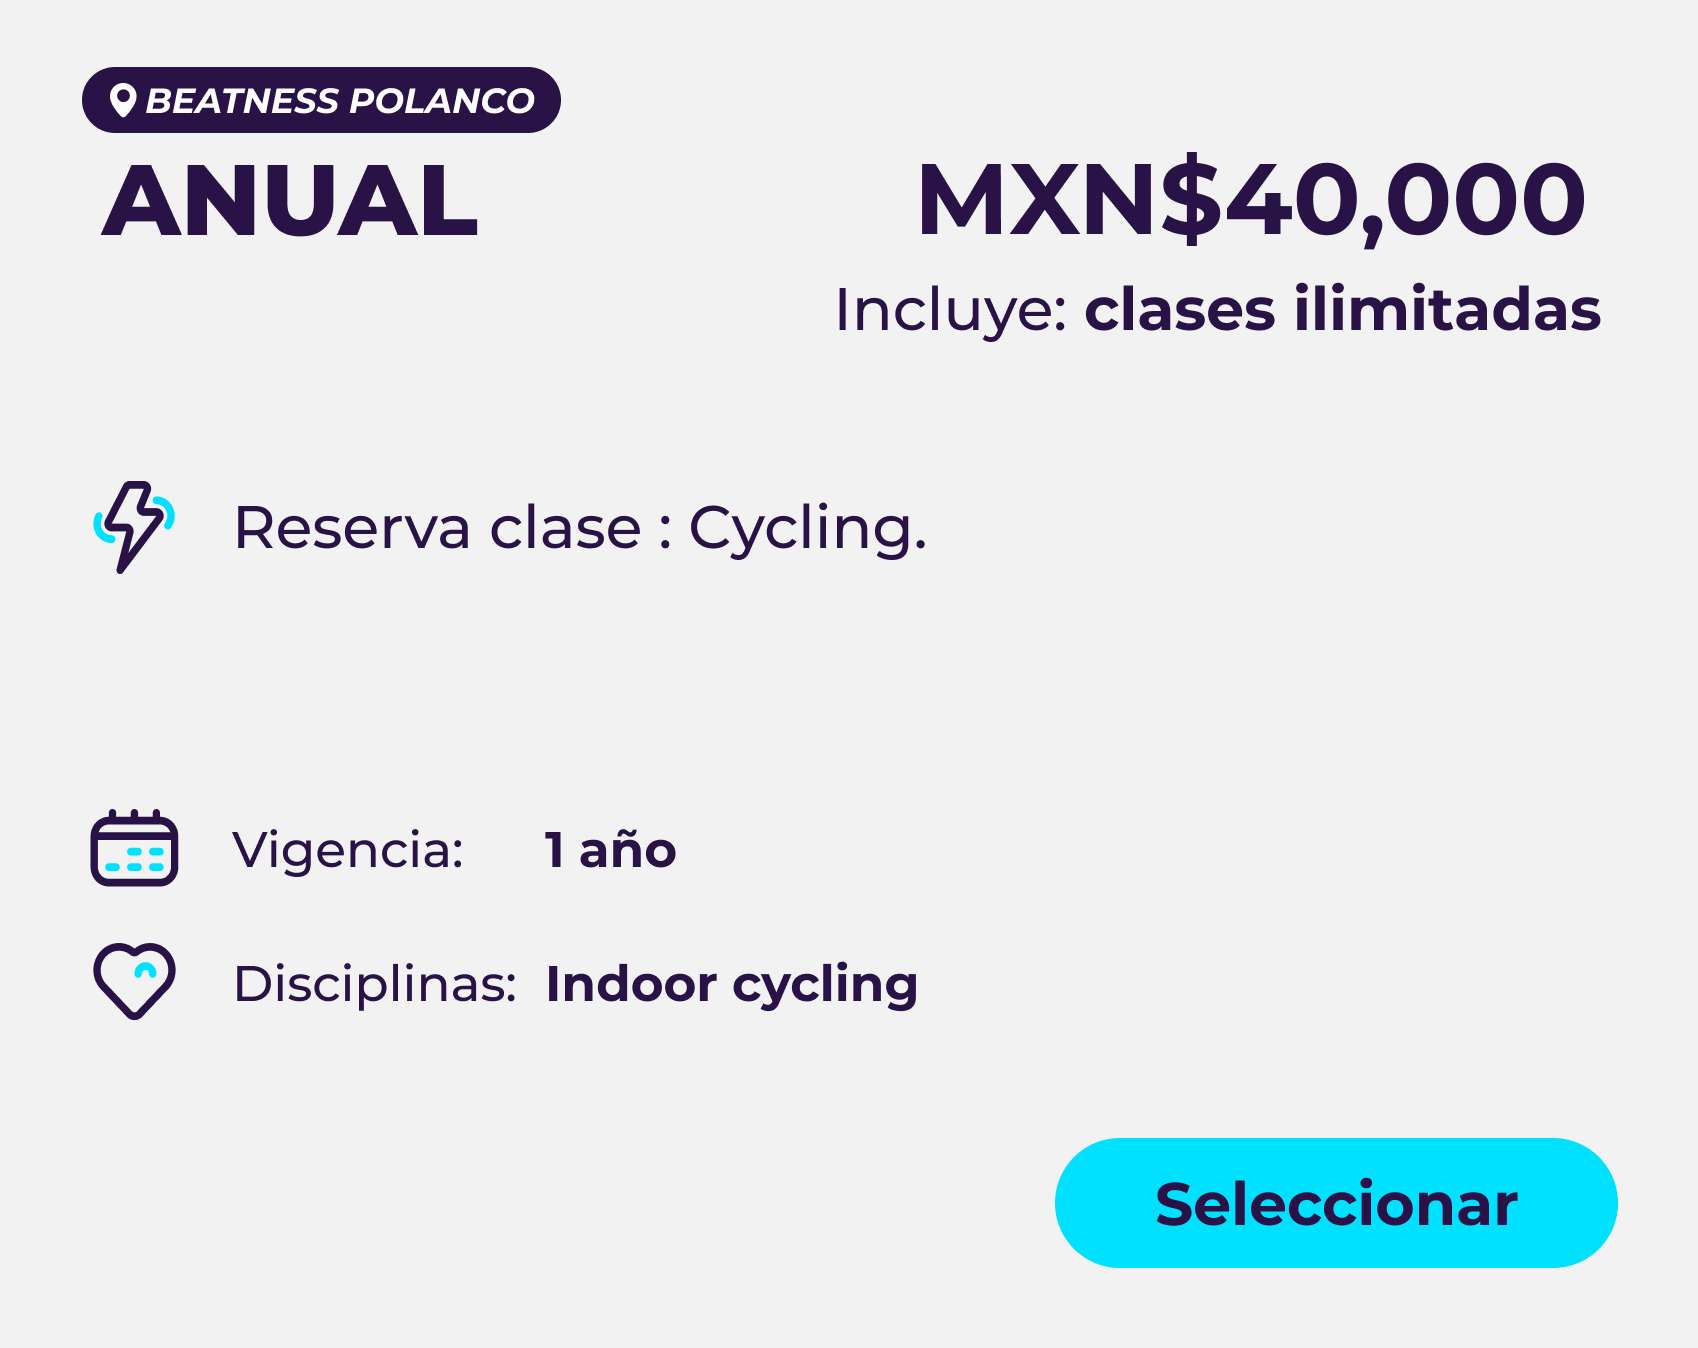 BEATNESS POLANCO
ANUAL
MXN$40,000
Incluye: clases ilimitadas
Reserva clase : Cycling.
Vigencia: 1 año
Disciplinas: Indoor cycling
Seleccionar